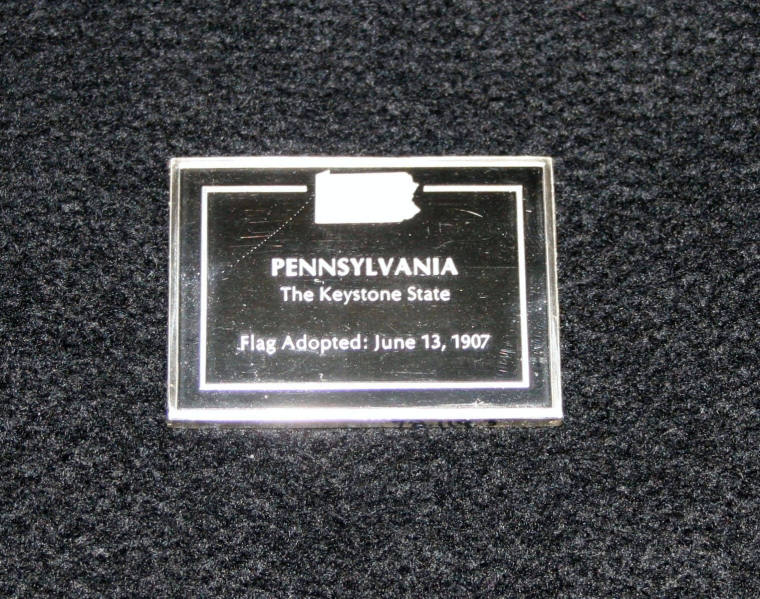 PENNSYLVANIA
The Keystone State
Flag Adopted: June 13, 1907